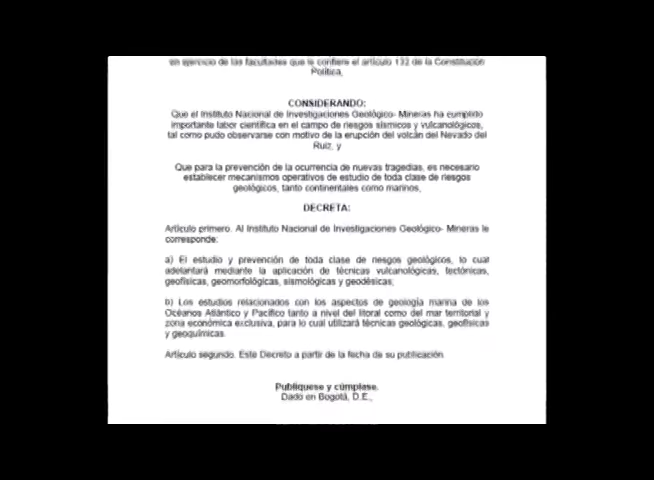 en ejercicio de las facultades que le confiere el artículo 132 de la Constitución
Política,
CONSIDERANDO:
Que el Instituto Nacional de Investigaciones Geológico- Mineras ha cumplido
importante labor científica en el campo de riesgos sísmicos y vulcanológicos,
tal como pudo observarse con motivo de la erupción del volcán del Nevado del
Ruiz, y
Que para la prevención de la ocurrencia de nuevas tragedias, es necesario
establecer mecanismos operativos de estudio de toda clase de riesgos
geológicos, tanto continentales como marinos,
DECRETA:
Artículo primero. Al Instituto Nacional de Investigaciones Geológico- Mineras le
corresponde:
a) El estudio y prevención de toda clase de riesgos geológicos, lo cual
adelantará mediante la aplicación de técnicas vulcanológicas, tectónicas,
geofísicas, geomorfológicas, sismológicas y geodésicas;
b) Los estudios relacionados con los aspectos de geología marina de los
Océanos Atlántico y Pacífico tanto a nivel del litoral como del mar territorial y
zona económica exclusiva, para lo cual utilizará técnicas geológicas, geofísicas
y geoquímicas.
Artículo segundo. Este Decreto a partir de la fecha de su publicación.
Publíquese y cúmplase.
Dado en Bogotá, D.E.,